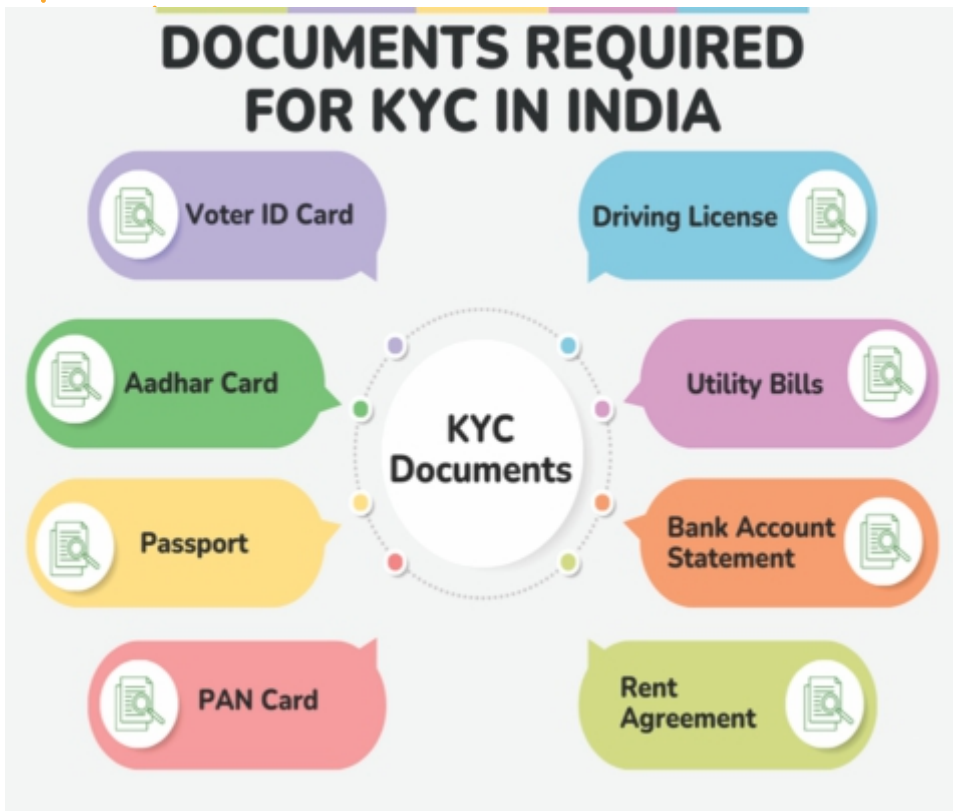 DOCUMENTS REQUIRED
FOR KYC IN INDIA
Voter ID Card
Driving License
Aadhar Card
Utility Bills
KYC
Documents
Passport
Bank Account
Statement
PAN Card
Rent
Agreement